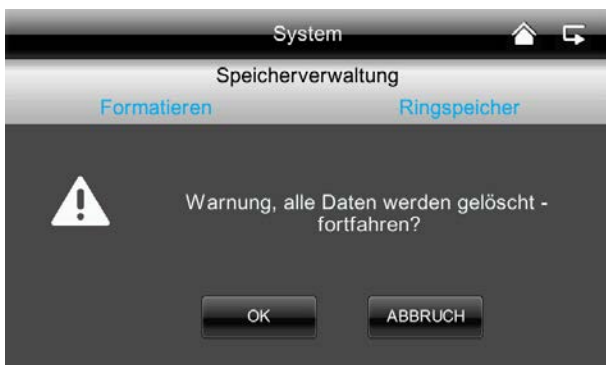 System
Speicherverwaltung
Formatieren Ringspeicher
Warnung, alle Daten werden gelöscht -
fortfahren?
OK ABBRUCH